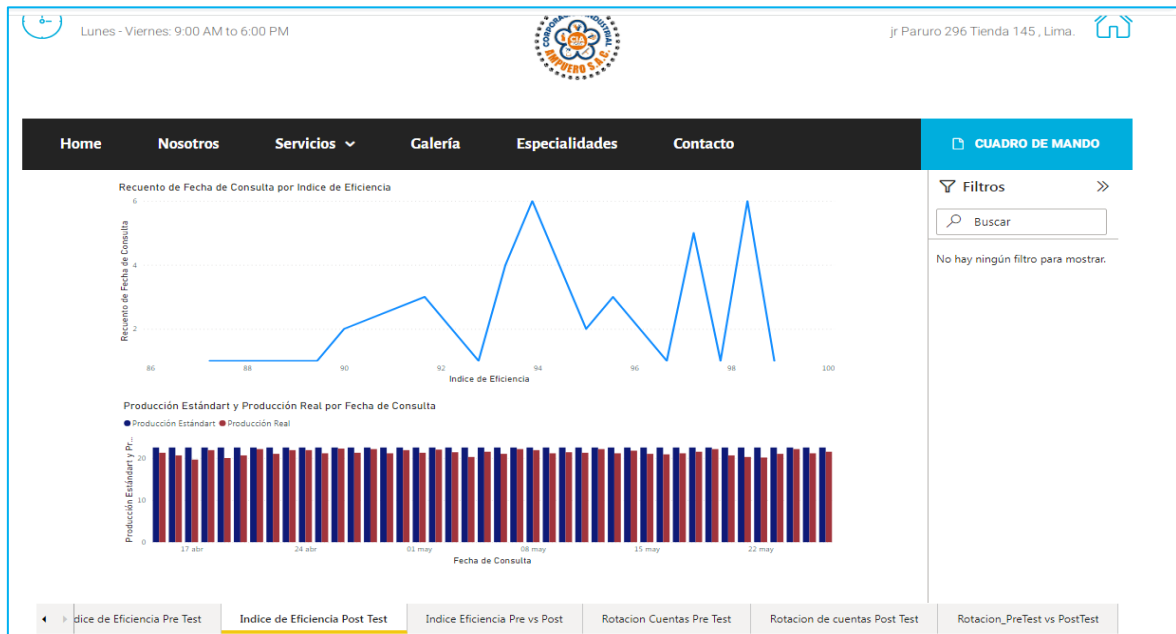 Lunes - Viernes: 9:00 AM to 6:00 PM
CORPORACION INDUSTRIAL
CIA
AMPUERO S.A.C.
jr Paruro 296 Tienda 145 , Lima.
Home Nosotros Servicios Galería Especialidades Contacto CUADRO DE MANDO
Recuento de Fecha de Consulta por Indice de Eficiencia
Recuento de Fecha de Consulta
6
4
2
86 88 90 92 94 96 98 100
Indice de Eficiencia
Producción Estándart y Producción Real por Fecha de Consulta
Producción Estándart Producción Real
Producción Estándart y Pr...
20
10
0
17 abr 24 abr 01 may 08 may 15 may 22 may
Fecha de Consulta
Filtros
Buscar
No hay ningún filtro para mostrar.
dice de Eficiencia Pre Test Indice de Eficiencia Post Test Indice Eficiencia Pre vs Post Rotacion Cuentas Pre Test Rotacion de cuentas Post Test Rotacion_PreTest vs PostTest